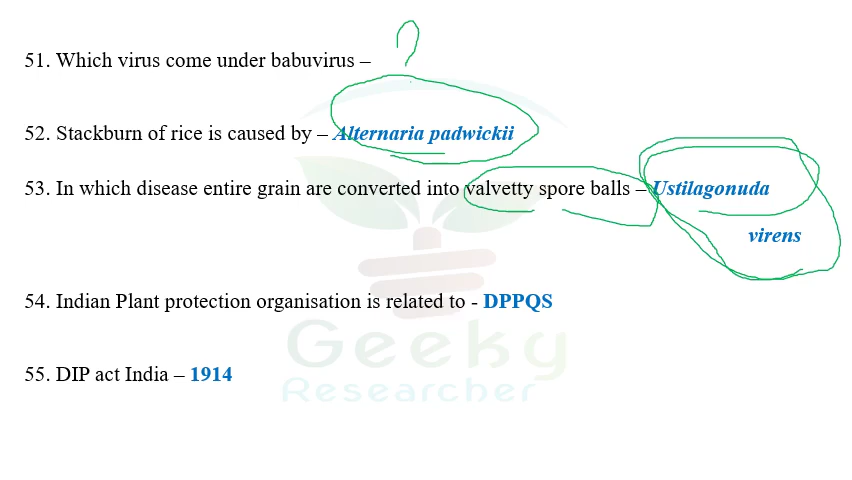 51. Which virus come under babuvirus – ?
52. Stackburn of rice is caused by – Alternaria padwickii
53. In which disease entire grain are converted into valvetty spore balls – Ustilagonuda
virens
54. Indian Plant protection organisation is related to - DPPQS
Geeky
55. DIP act India – 1914
Researcher